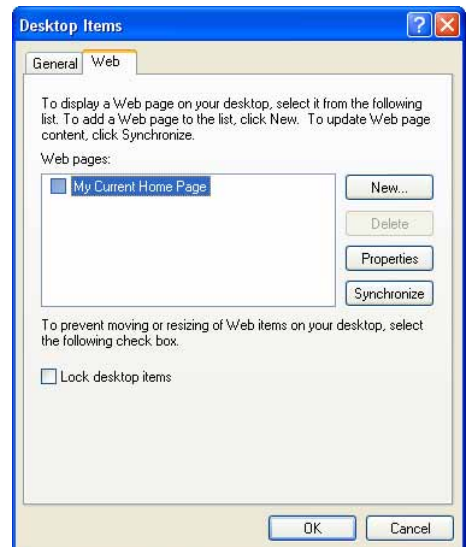 Desktop Items
General Web
To display a Web page on your desktop, select it from the following
list. To add a Web page to the list, click New. To update Web page
content, click Synchronize.
Web pages:
My Current Home Page
New...
Delete
Properties
Synchronize
To prevent moving or resizing of Web items on your desktop, select
the following check box.
Lock desktop items
OK Cancel